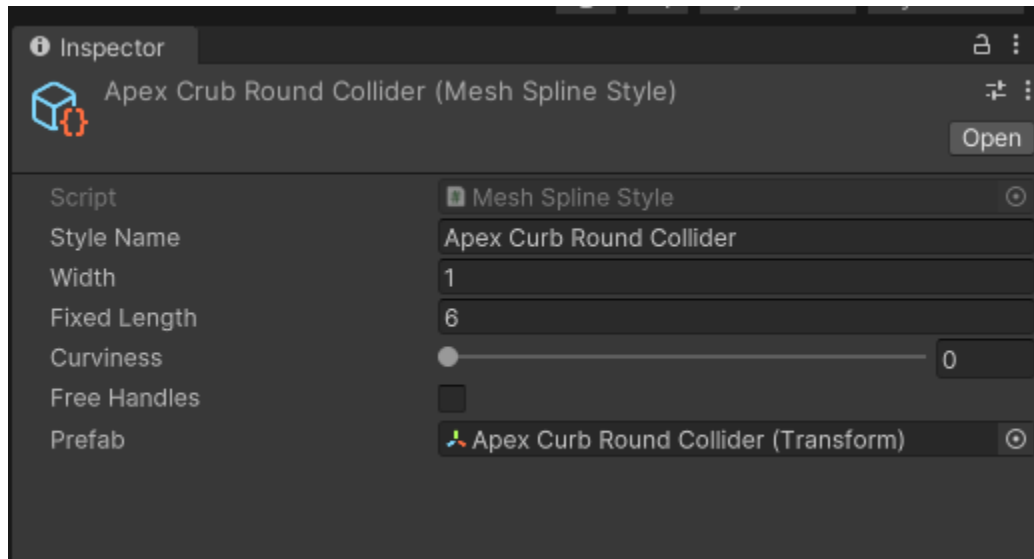 Inspector
Apex Crub Round Collider (Mesh Spline Style)
Open
Script Mesh Spline Style
Style Name Apex Curb Round Collider
Width 1
Fixed Length 6
Curviness 0
Free Handles
Prefab Apex Curb Round Collider (Transform)